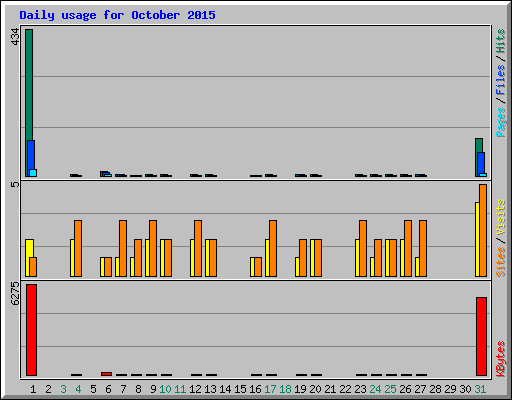 Daily usage for October 2015
434
5
6275
Pages/Files/Hits
Sites/Visits
KBytes
1 2 3 4 5 6 7 8 9 10 11 12 13 14 15 16 17 18 19 20 21 22 23 24 25 26 27 28 29 30 31